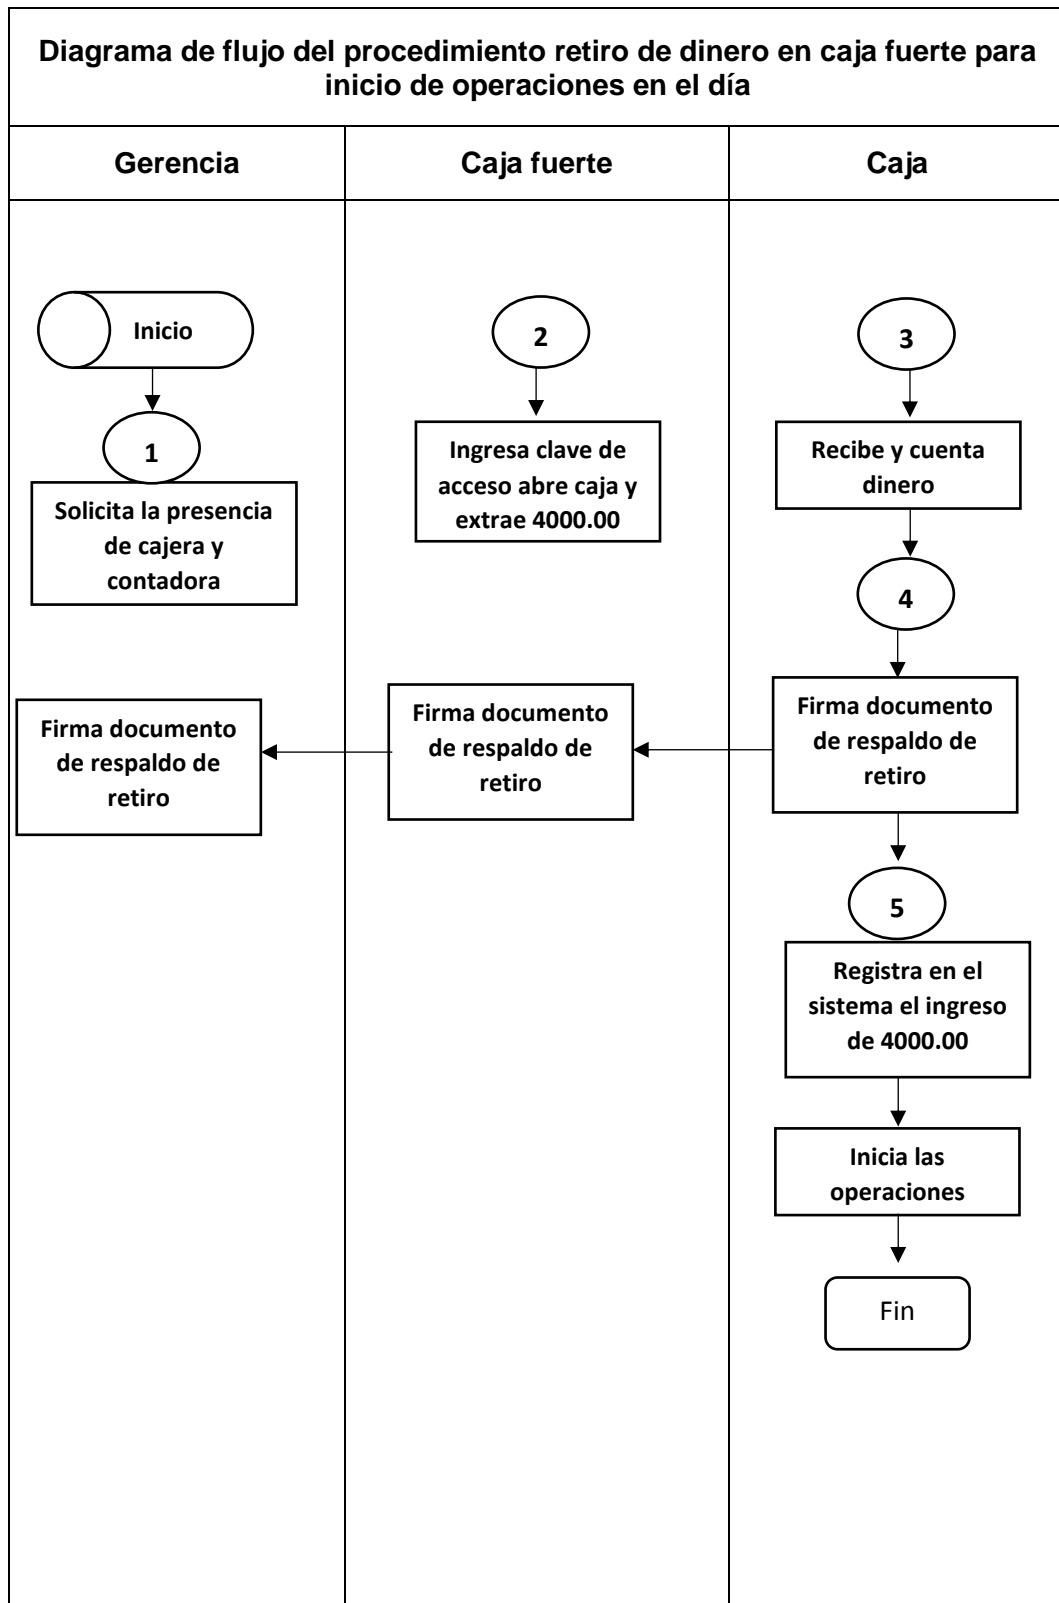 Diagrama de flujo del procedimiento retiro de dinero en caja fuerte para
inicio de operaciones en el día
Gerencia
Caja fuerte
Caja
Inicio
1
Solicita la presencia
de cajera y
contadora
Firma documento
de respaldo de
retiro
2
Ingresa clave de
acceso abre caja y
extrae 4000.00
Firma documento
de respaldo de
retiro
3
Recibe y cuenta
dinero
4
Firma documento
de respaldo de
retiro
5
Registra en el
sistema el ingreso
de 4000.00
Inicia las
operaciones
Fin